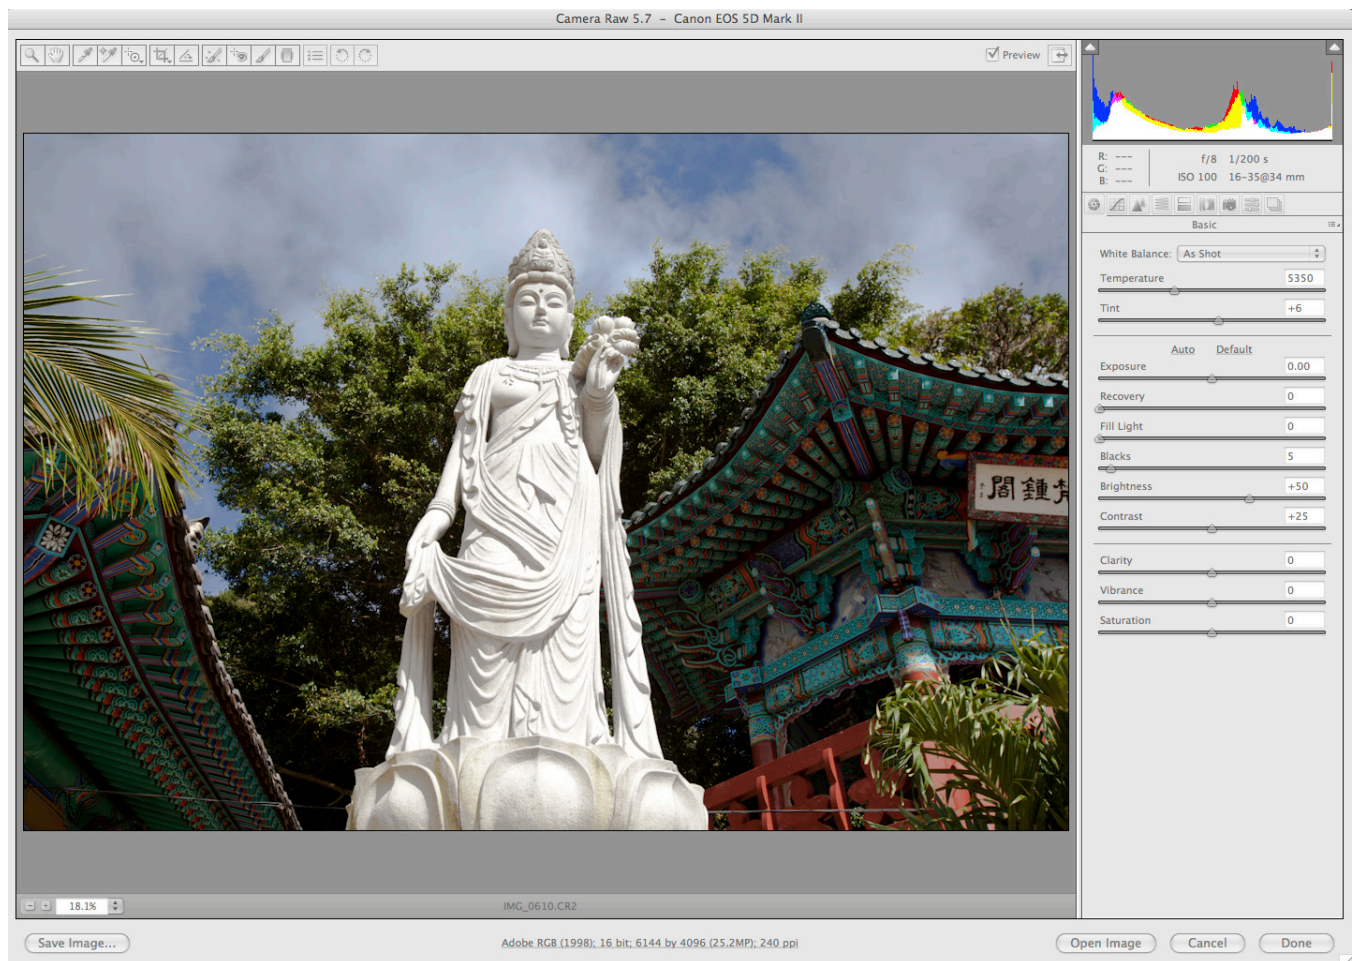 Camera Raw 5.7 – Canon EOS 5D Mark II
Preview
R: ---
G: ---
B: ---
f/8 1/200 s
ISO 100 16-35@34 mm
Basic
White Balance: As Shot
Temperature 5350
Tint +6
Auto Default
Exposure 0.00
Recovery 0
Fill Light 0
Blacks 5
Brightness +50
Contrast +25
Clarity 0
Vibrance 0
Saturation 0
閣鍾梵
18.1%
IMG_0610.CR2
Save Image...
Adobe RGB (1998); 16 bit; 6144 by 4096 (25.2MP); 240 ppi
Open Image
Cancel
Done